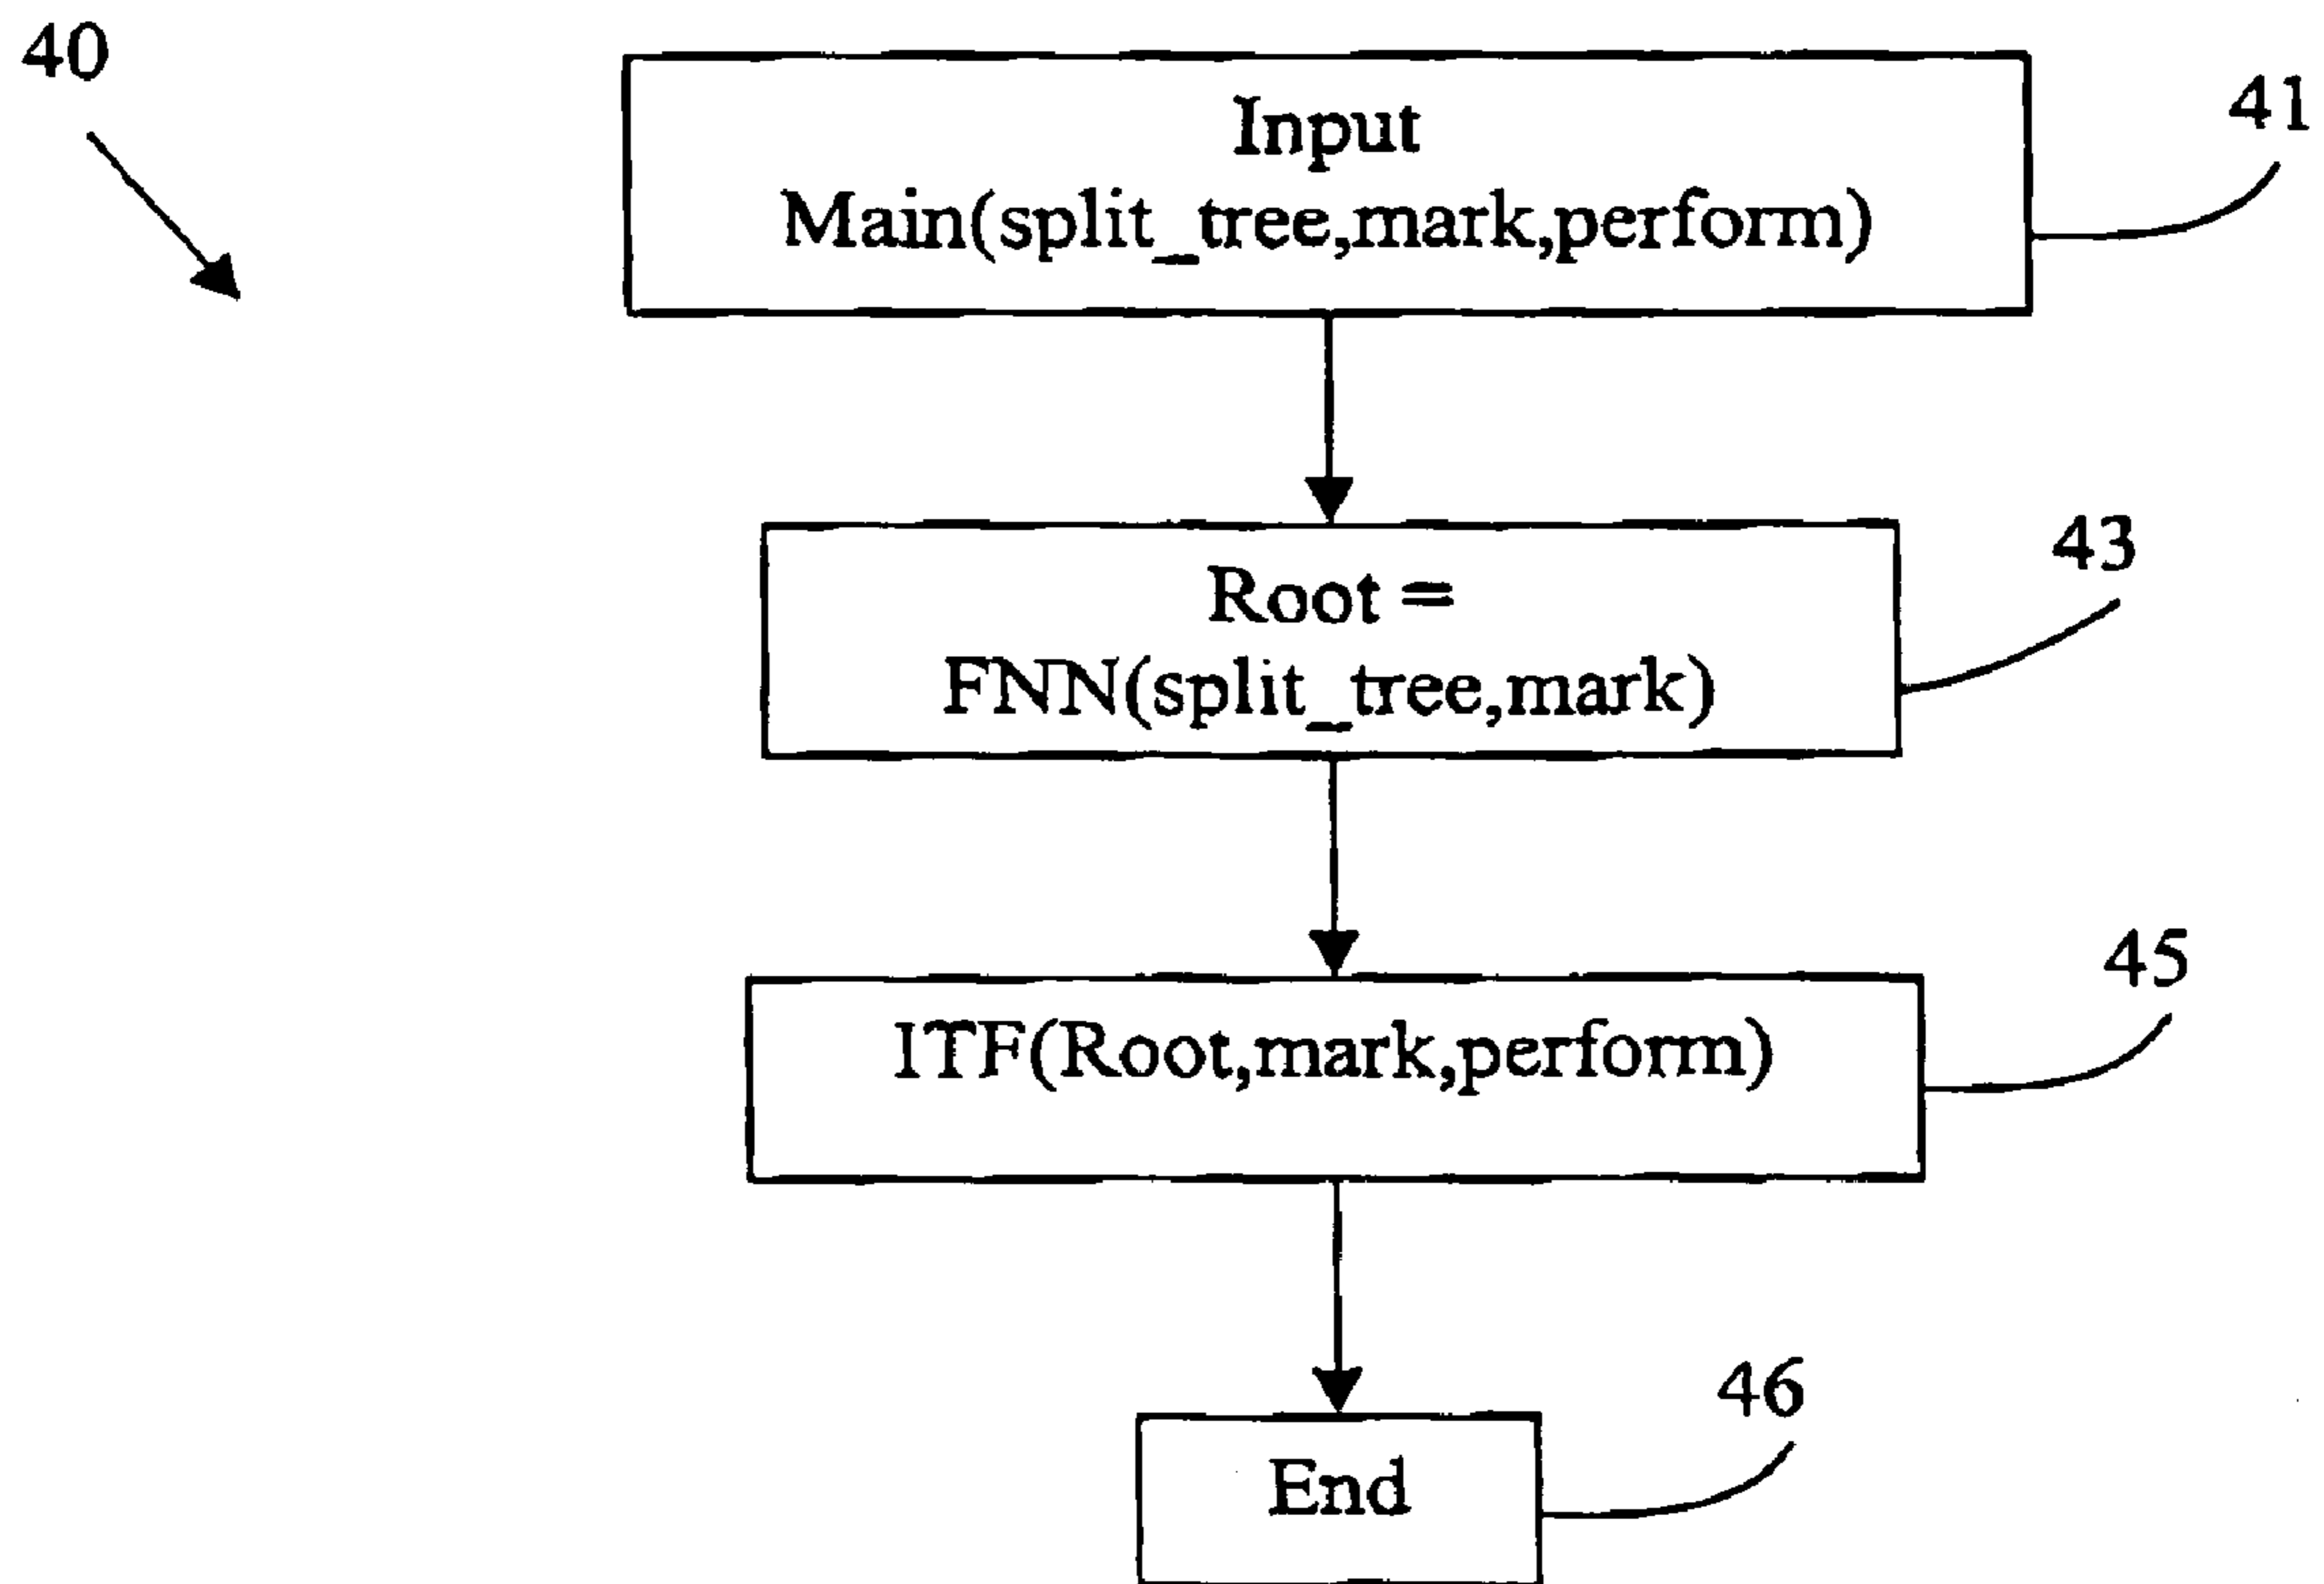 40
41
Input
Main(split_tree,mark,perform)
43
Root =
FNN(split_tree,mark)
45
ITF(Root,mark,perform)
46
End